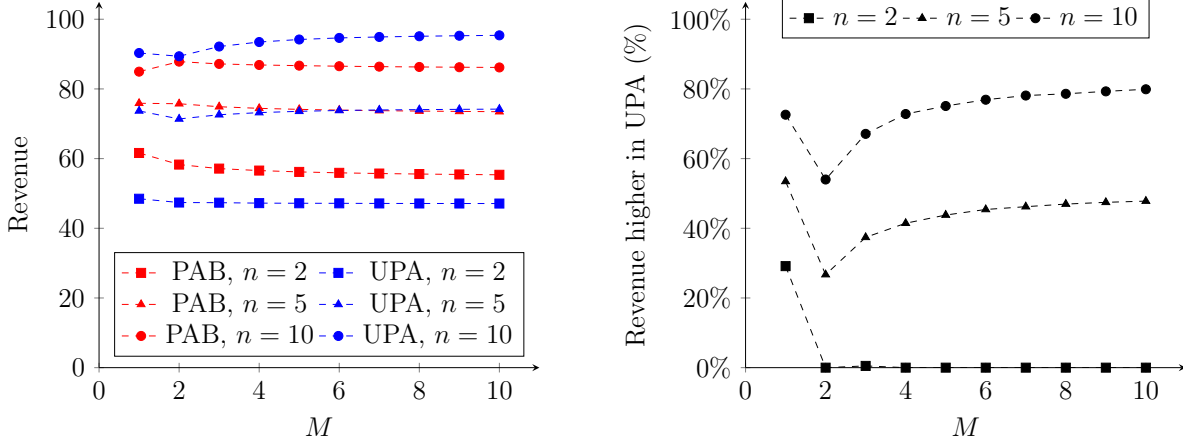 Revenue
100
80
60
40
20
0
PAB, n = 2 UPA, n = 2
PAB, n = 5 UPA, n = 5
PAB, n = 10 UPA, n = 10
0 2 4 6 8 10
M
Revenue higher in UPA (%)
n = 2 n = 5 n = 10
100%
80%
60%
40%
20%
0%
0 2 4 6 8 10
M